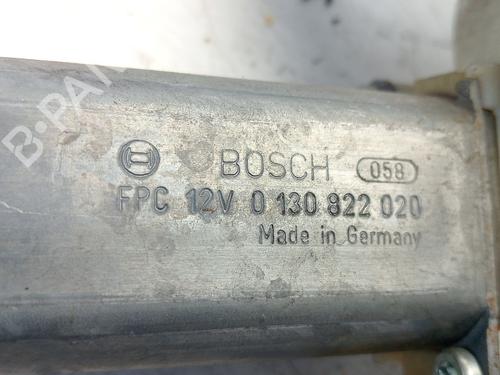 BOSCH 058
FPC 12V 0 130 822 020
Made in Germany
B-PA